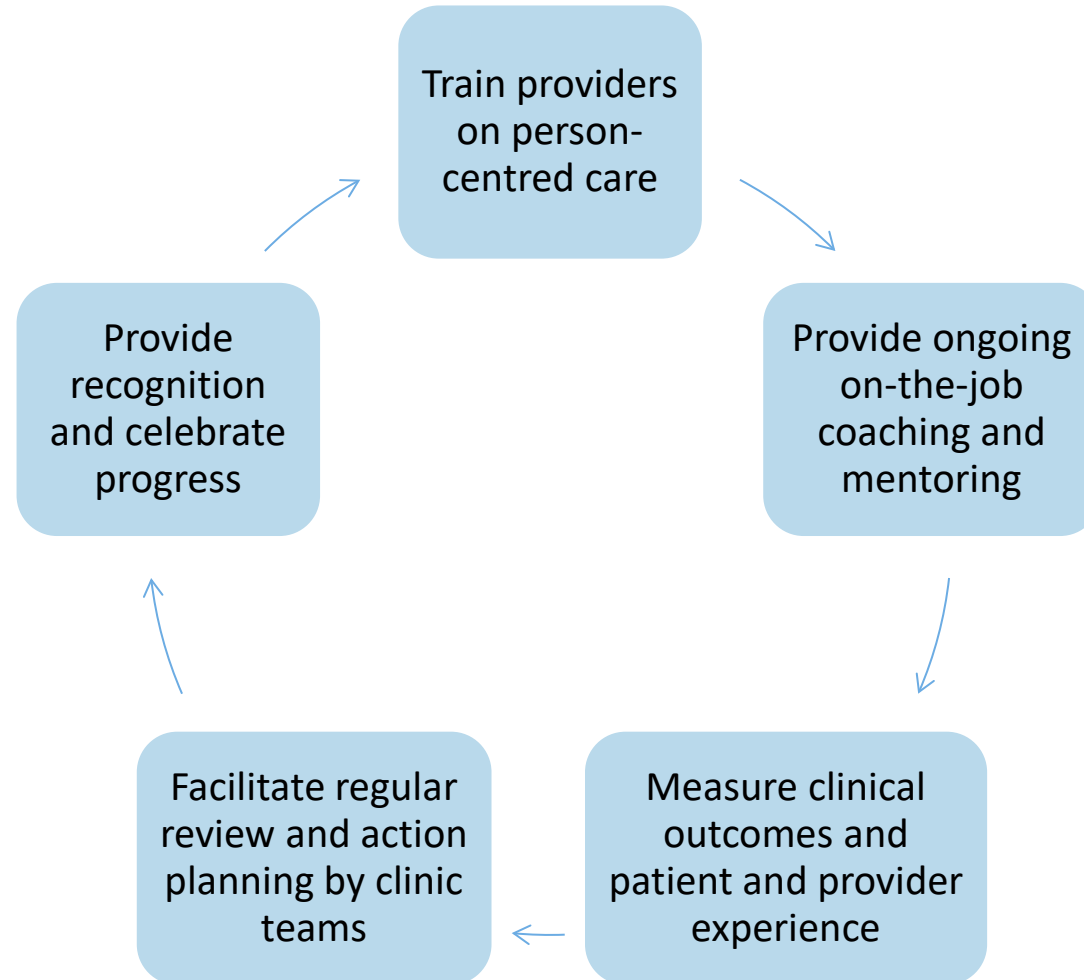 Train providers
on person-
centred care
Provide ongoing
on-the-job
coaching and
mentoring
Measure clinical
outcomes and
patient and provider
experience
Facilitate regular
review and action
planning by clinic
teams
Provide
recognition
and celebrate
progress